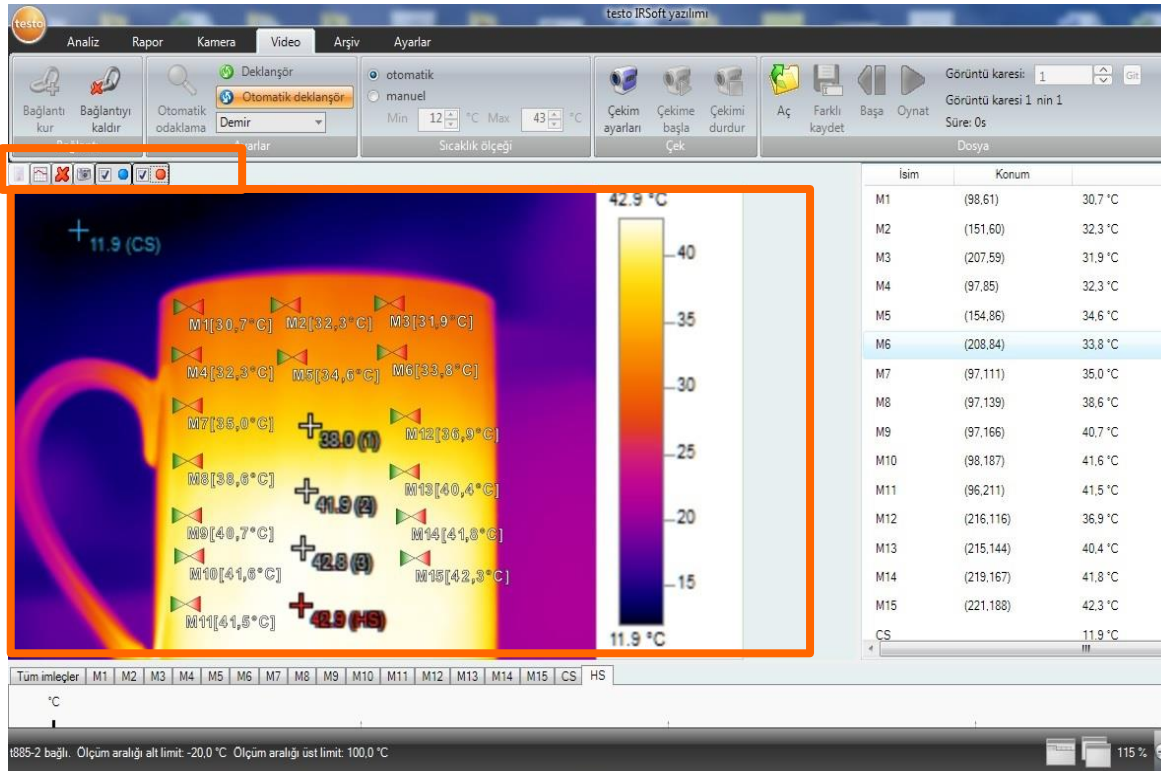 testo IRSoft yazılımı
testo
Analiz Rapor Kamera Video Arşiv Ayarlar
Bağlantı kur
Bağlantıyı kaldır
Bağlantı
Otomatik odaklama
Deklanşör
Otomatik deklanşör
Demir
Ayarlar
otomatik
manuel
Min 12 °C Max 43 °C
Sıcaklık ölçeği
Çekim ayarları
Çekime başla
Çekimi durdur
Çek
Aç
Farklı kaydet
Başa
Oynat
Görüntü karesi: 1 Git
Görüntü karesi 1 nin 1
Süre: 0s
Dosya
11.9 (CS)
M1[30,7°C] M2[32,3°C] M3[31,9°C]
M4[32,3°C] M5[34,6°C] M6[33,8°C]
M7[35,0°C] 38.0 (1) M12[36,9°C]
M8[38,6°C] 41.9 (2) M13[40,4°C]
M9[40,7°C] M14[41,8°C]
M10[41,6°C] 42.8 (3) M15[42,3°C]
M11[41,5°C] 42.9 (HS)
42.9 °C
40
35
30
25
20
15
11.9 °C
İsim Konum
M1 (98,61) 30,7 °C
M2 (151,60) 32,3 °C
M3 (207,59) 31,9 °C
M4 (97,85) 32,3 °C
M5 (154,86) 34,6 °C
M6 (208,84) 33,8 °C
M7 (97,111) 35,0 °C
M8 (97,139) 38,6 °C
M9 (97,166) 40,7 °C
M10 (98,187) 41,6 °C
M11 (96,211) 41,5 °C
M12 (216,116) 36,9 °C
M13 (215,144) 40,4 °C
M14 (219,167) 41,8 °C
M15 (221,188) 42,3 °C
CS 11,9 °C
Tüm imleçler M1 M2 M3 M4 M5 M6 M7 M8 M9 M10 M11 M12 M13 M14 M15 CS HS
°C
t885-2 bağlı. Ölçüm aralığı alt limit: -20,0 °C Ölçüm aralığı üst limit: 100,0 °C
115 %